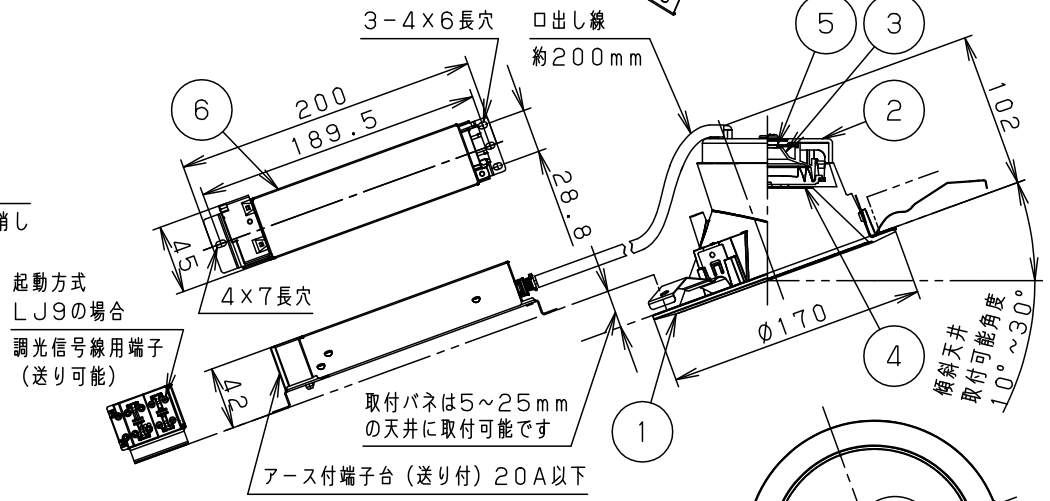 3-4×6長穴
口出し線
約200mm
5
3
200
189.5
6
2
102
28.8
消し
45
4×7長穴
起動方式
LJ9の場合
調光信号線用端子
(送り可能)
42
φ170
傾斜天井
取付可能角度
10°~30°
4
取付バネは5~25mm
の天井に取付可能です
1
アース付端子台(送り付)20A以下